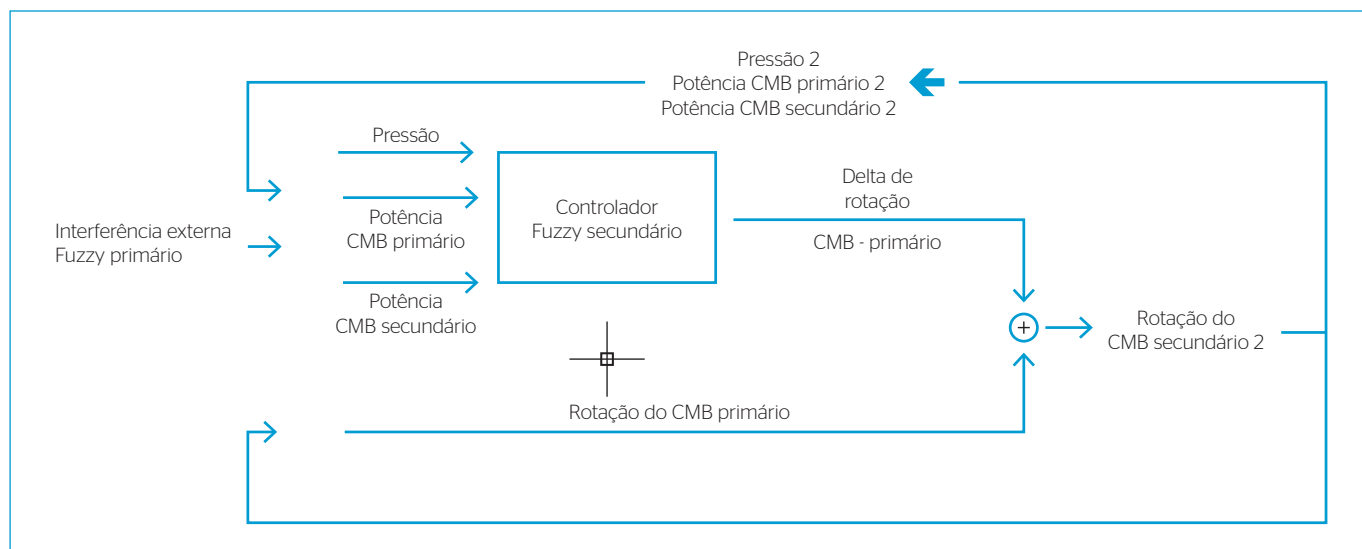 Pressão 2
Potência CMB primário 2
Potência CMB secundário 2
Pressão
Potência
CMB primário
Potência
CMB secundário
Interferência externa
Fuzzy primário
Controlador
Fuzzy secundário
Delta de
rotação
CMB - primário
+
Rotação do
CMB secundário 2
Rotação do CMB primário